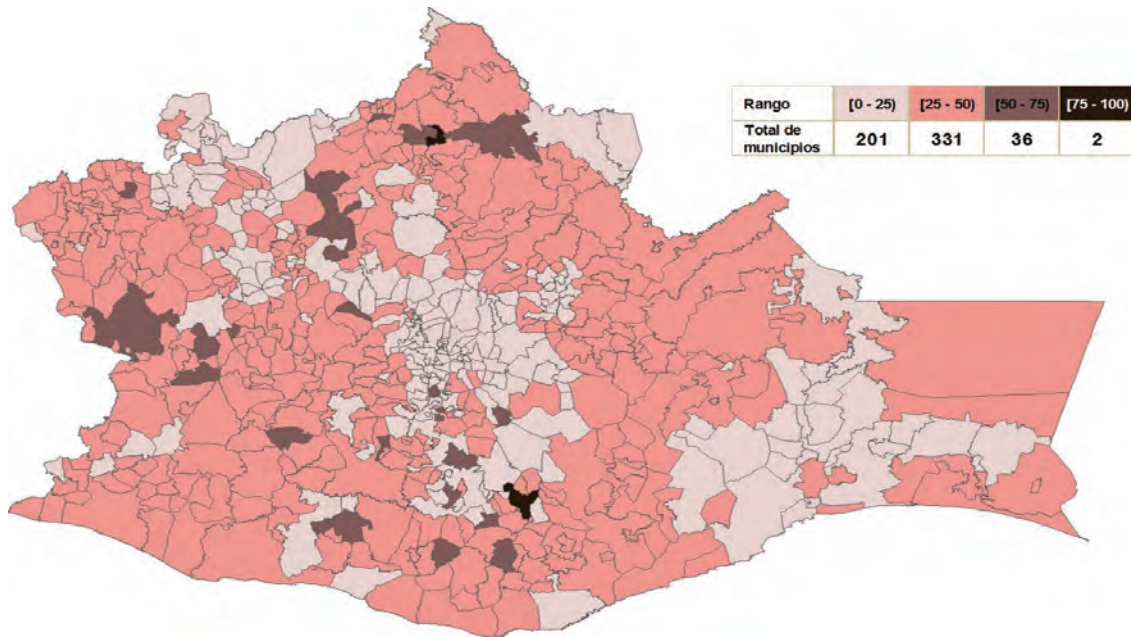 Rango [0 - 25) [25 - 50) [50 - 75) [75 - 100)
Total de
municipios 201 331 36 2